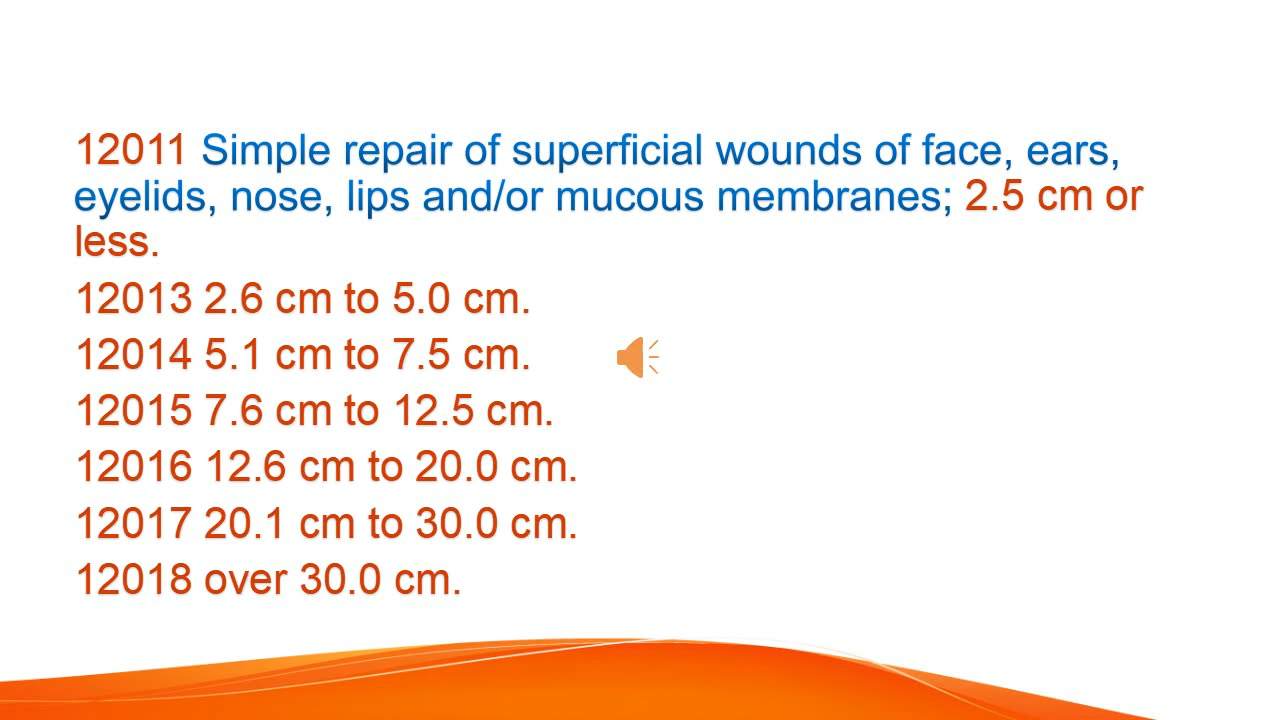 12011 Simple repair of superficial wounds of face, ears,
eyelids, nose, lips and/or mucous membranes; 2.5 cm or
less.
12013 2.6 cm to 5.0 cm.
12014 5.1 cm to 7.5 cm.
12015 7.6 cm to 12.5 cm.
12016 12.6 cm to 20.0 cm.
12017 20.1 cm to 30.0 cm.
12018 over 30.0 cm.